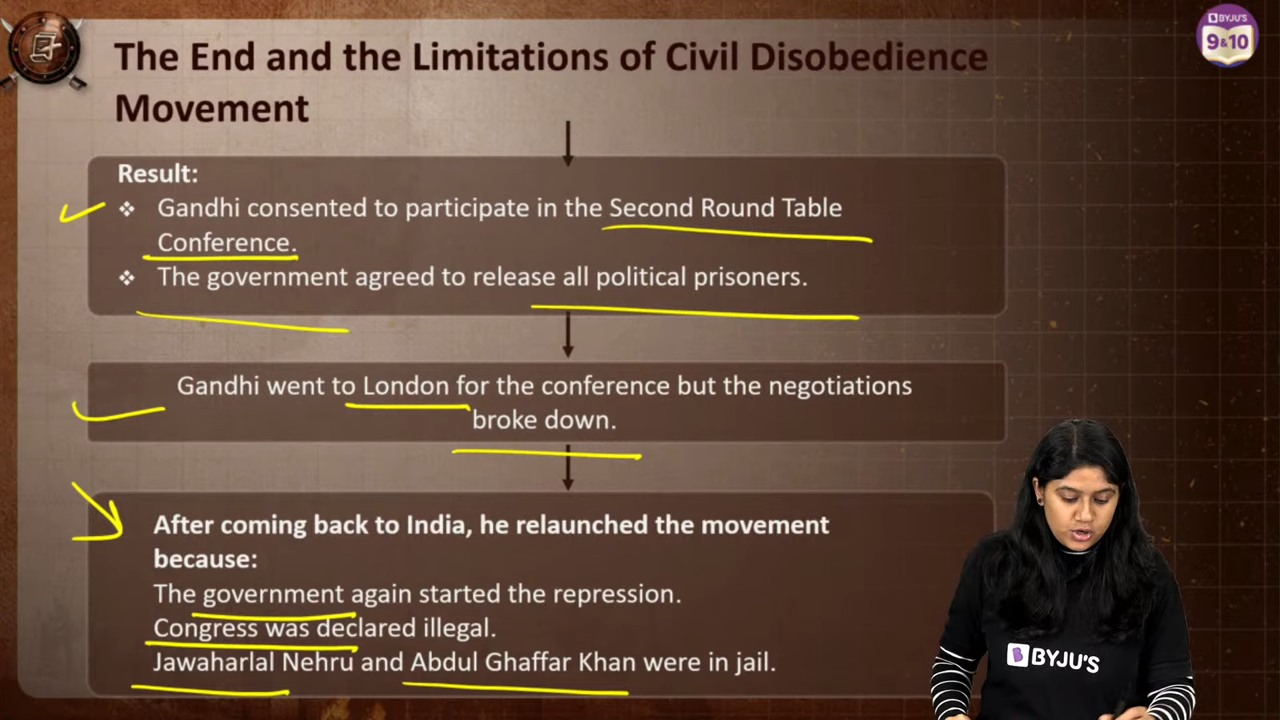 BYJU'S
9&10
The End and the Limitations of Civil Disobedience
Movement
Result:
❖ Gandhi consented to participate in the Second Round Table
Conference.
❖ The government agreed to release all political prisoners.
Gandhi went to London for the conference but the negotiations
broke down.
After coming back to India, he relaunched the movement
because:
The government again started the repression.
Congress was declared illegal.
Jawaharlal Nehru and Abdul Ghaffar Khan were in jail.
BYJU'S